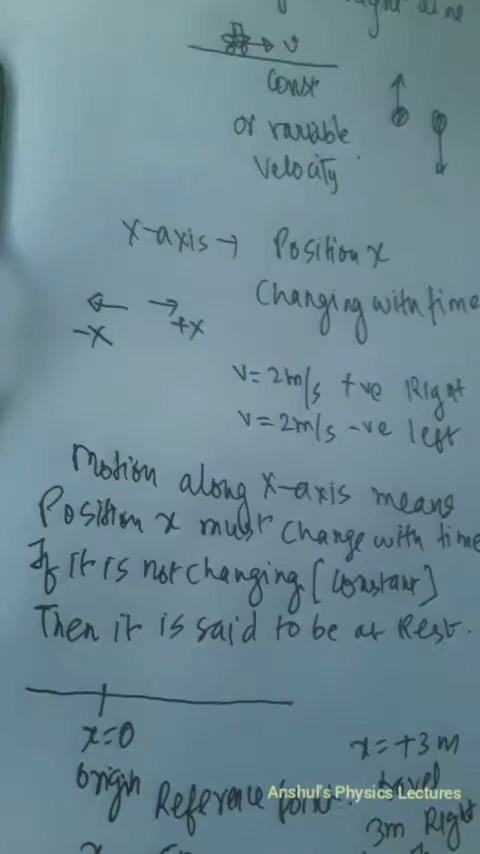 line
v
Const
or variable
velocity
X-axis → Position x
Changing with time
-x +x
v=2m/s +ve Right
v=2m/s -ve left
Motion along X-axis means
Position x must Change with time
If it is not changing [Constant]
Then it is said to be at Rest.
x=0
x=+3m
origin Reference Point travel
Anshul's Physics Lectures
3m Right